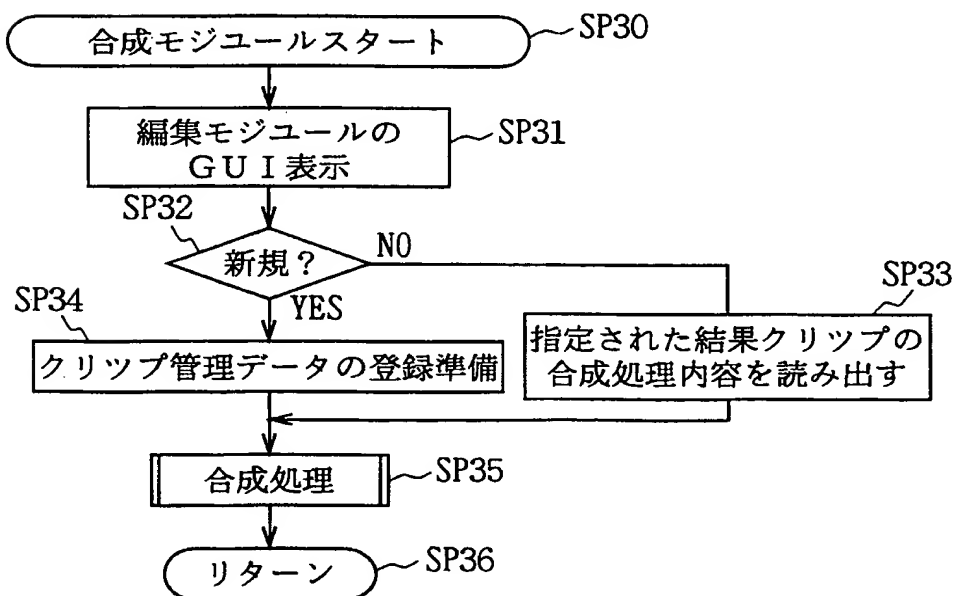 合成モジユールスタート
SP30
編集モジユールの
ＧＵＩ表示
SP31
SP32
新規？
NO
YES
SP33
指定された結果クリップの
合成処理内容を読み出す
SP34
クリツプ管理データの登録準備
合成処理
SP35
リターン
SP36